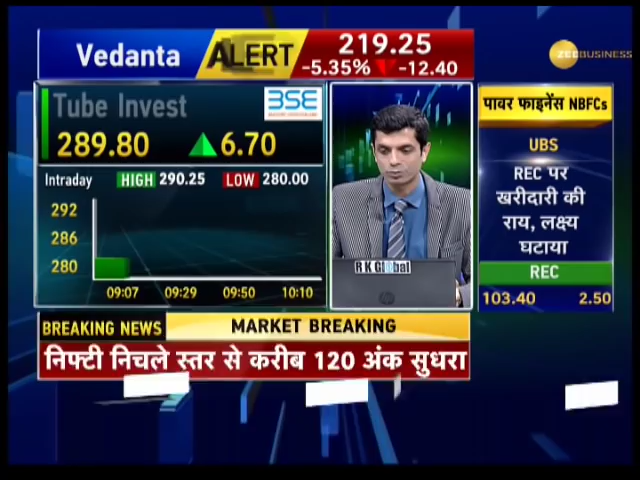 Vedanta
ALERT
219.25
-5.35% -12.40
ZEE BUSINESS
Tube Invest
BSE
289.80 6.70
Intraday HIGH 290.25 LOW 280.00
292
286
280
09:07 09:29 09:50 10:10
R K Global
hp
पावर फाइनेंस NBFCs
UBS
REC पर
खरीदारी की
राय, लक्ष्य
घटाया
REC
103.40 2.50
BREAKING NEWS MARKET BREAKING
निफ्टी निचले स्तर से करीब 120 अंक सुधरा